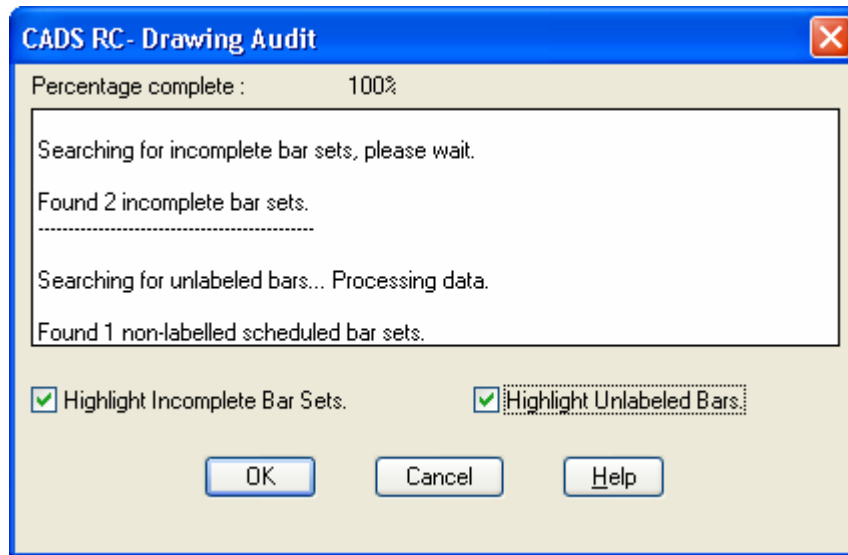 CADS RC- Drawing Audit
Percentage complete : 100%
Searching for incomplete bar sets, please wait.
Found 2 incomplete bar sets.
----------------------------------------------
Searching for unlabeled bars... Processing data.
Found 1 non-labelled scheduled bar sets.
Highlight Incomplete Bar Sets. Highlight Unlabeled Bars.
OK Cancel Help